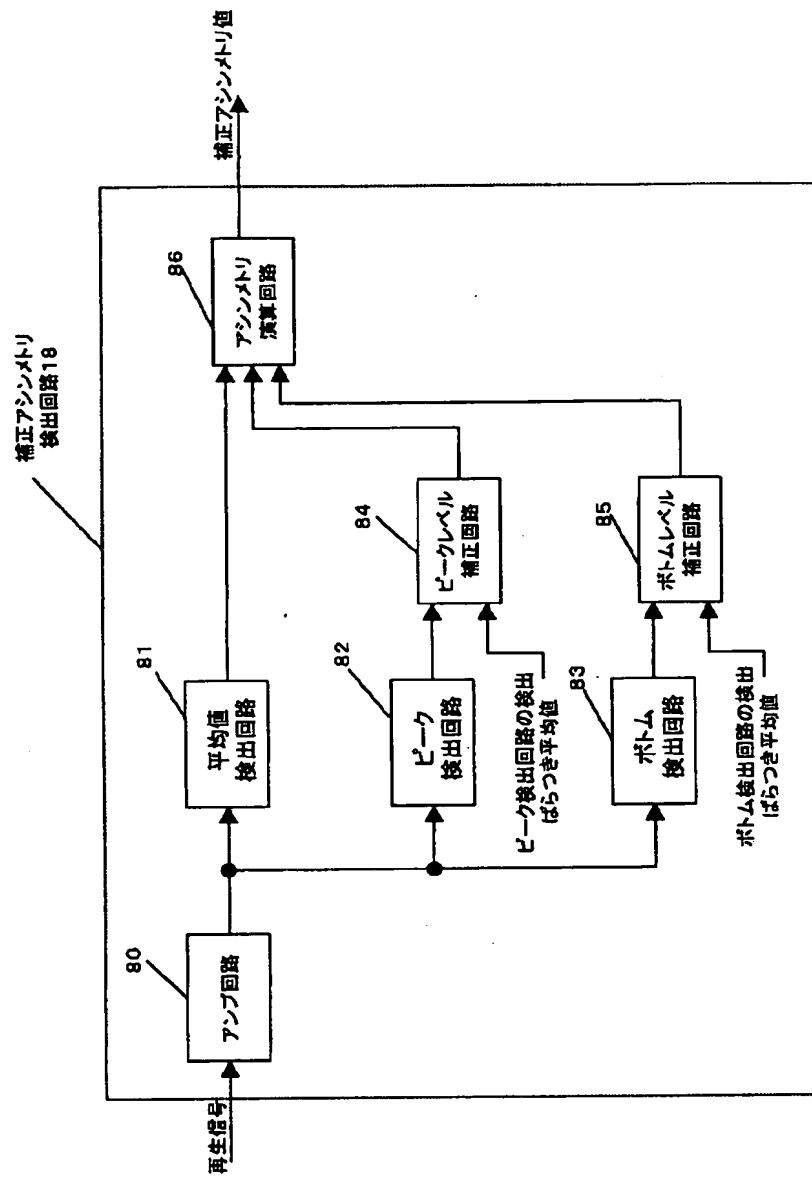 補正アシンメトリ
検出回路18
再生信号
80
アンプ回路
81
平均値
検出回路
82
ピーク
検出回路
ピーク検出回路の検出
ばらつき平均値
83
ボトム
検出回路
ボトム検出回路の検出
ばらつき平均値
84
ピークレベル
補正回路
85
ボトムレベル
補正回路
86
アシンメトリ
演算回路
補正アシンメトリ値